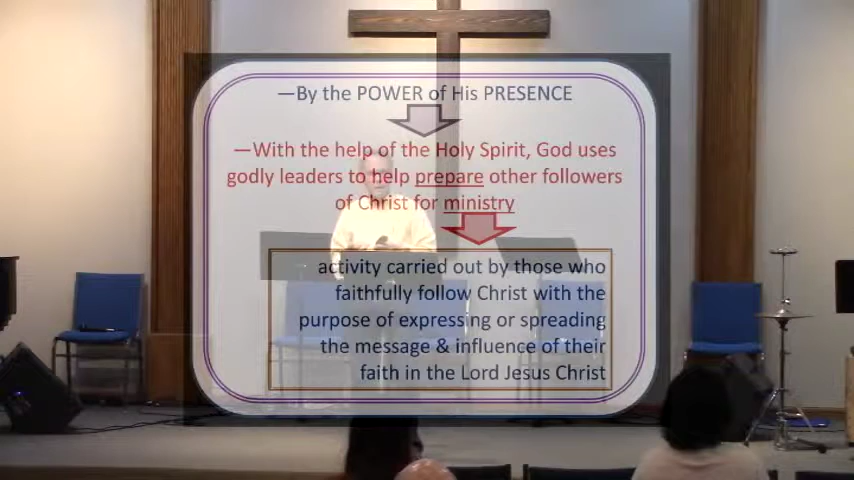 —By the POWER of His PRESENCE
—With the help of the Holy Spirit, God uses
godly leaders to help prepare other followers
of Christ for ministry
activity carried out by those who
faithfully follow Christ with the
purpose of expressing or spreading
the message & influence of their
faith in the Lord Jesus Christ